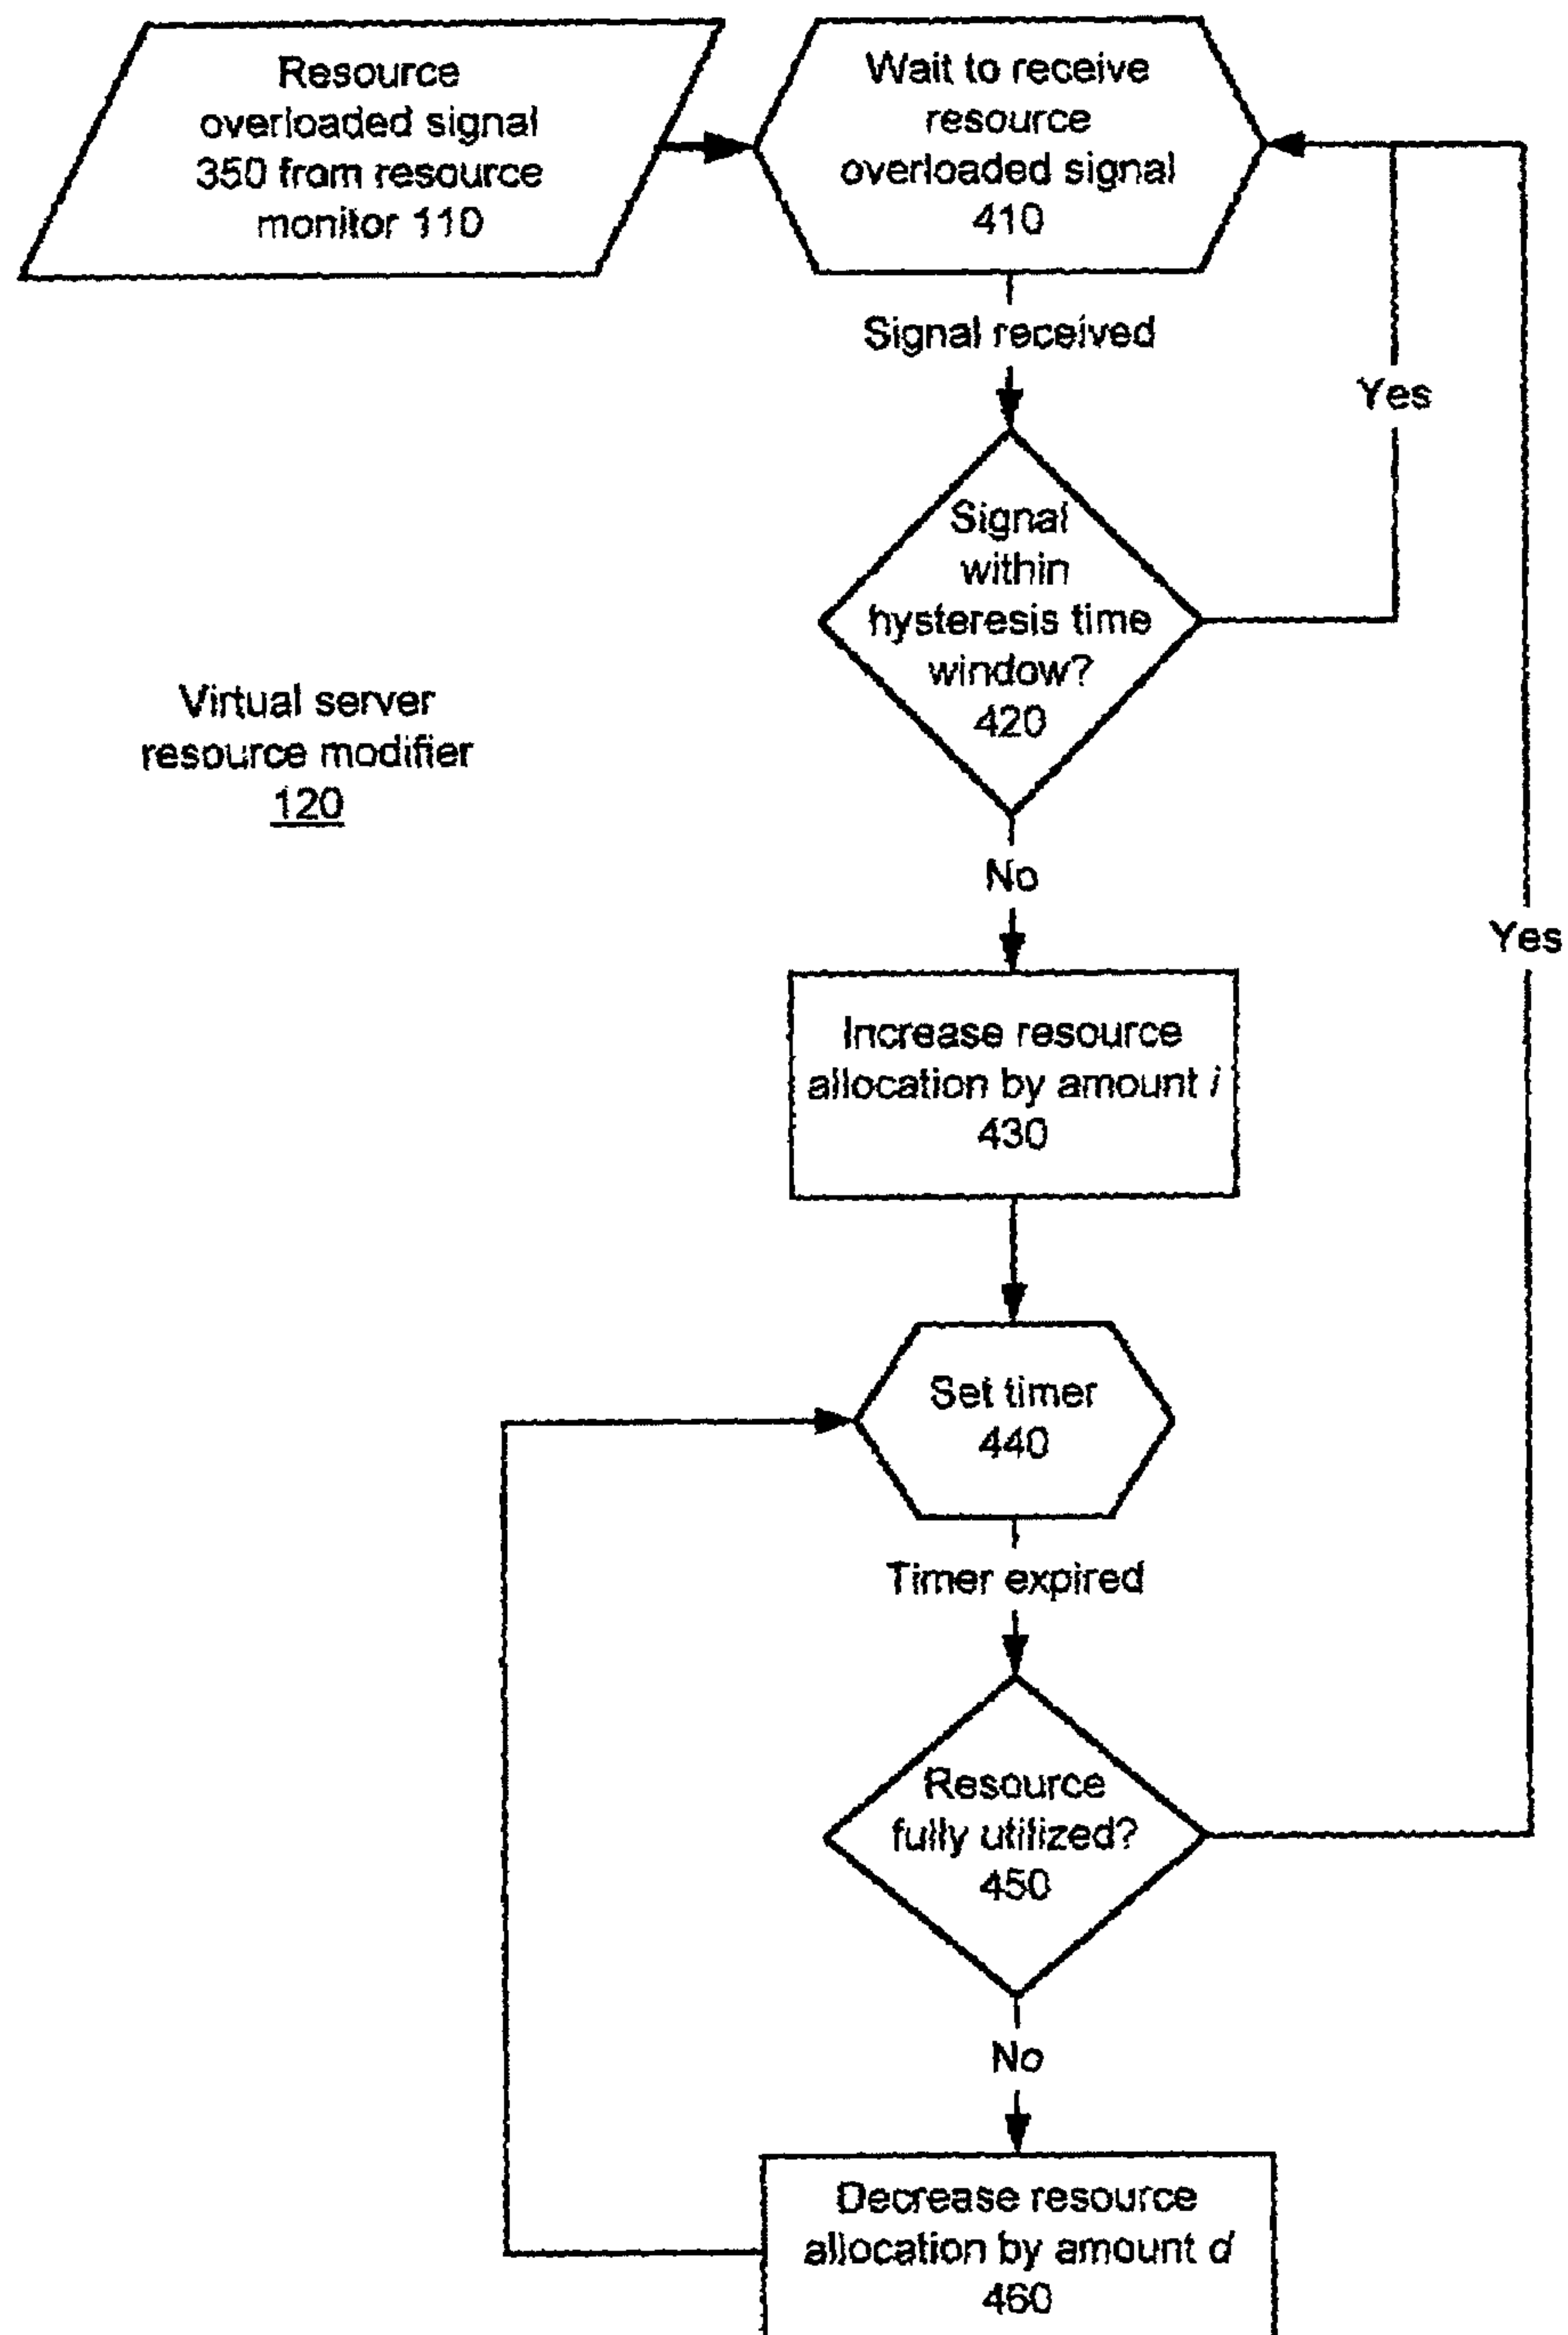 Resource
overloaded signal
350 from resource
monitor 110
Wait to receive
resource
overloaded signal
410
Signal received
Yes
Signal
within
hysteresis time
window?
420
Virtual server
resource modifier
120
No
Yes
Increase resource
allocation by amount i
430
Set timer
440
Timer expired
Resource
fully utilized?
450
No
Decrease resource
allocation by amount d
460